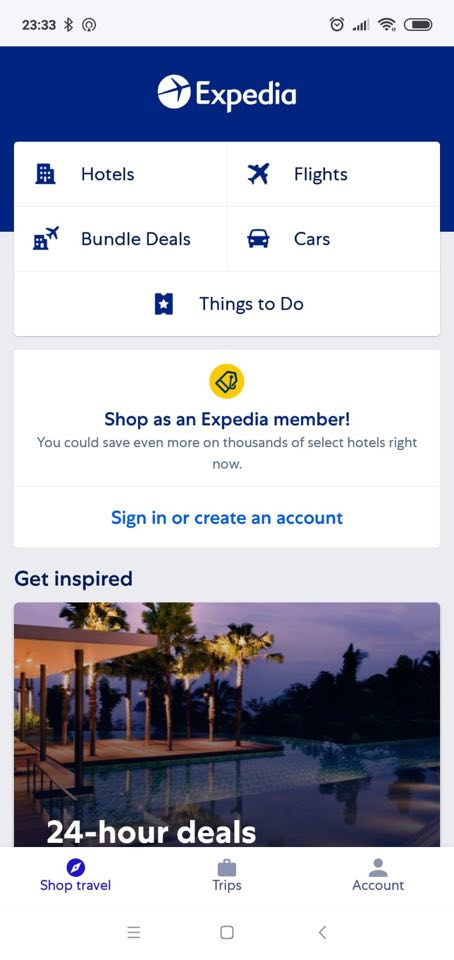 23:33
Expedia
Hotels
Flights
Bundle Deals
Cars
Things to Do
Shop as an Expedia member!
You could save even more on thousands of select hotels right
now.
Sign in or create an account
Get inspired
24-hour deals
Shop travel
Trips
Account